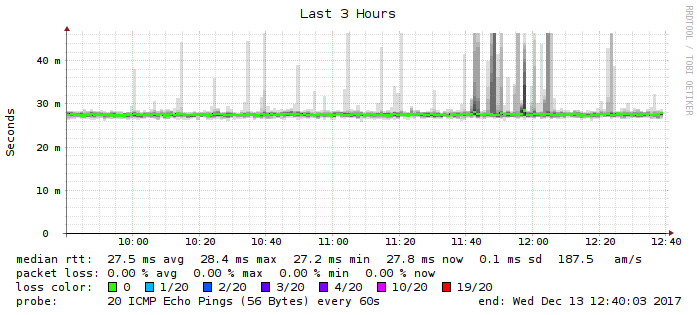 Last 3 Hours
RRDTOOL / TOBI OETIKER
Seconds
40 m
30 m
20 m
10 m
0
10:00 10:20 10:40 11:00 11:20 11:40 12:00 12:20 12:40
median rtt: 27.5 ms avg 28.4 ms max 27.2 ms min 27.8 ms now 0.1 ms sd 187.5 am/s
packet loss: 0.00 % avg 0.00 % max 0.00 % min 0.00 % now
loss color: 0 1/20 2/20 3/20 4/20 10/20 19/20
probe: 20 ICMP Echo Pings (56 Bytes) every 60s end: Wed Dec 13 12:40:03 2017